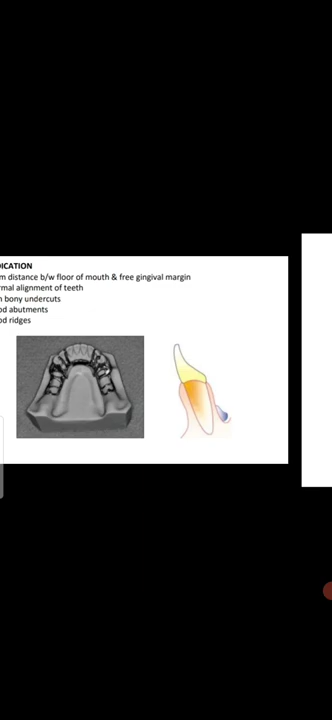 DICATION
m distance b/w floor of mouth & free gingival margin
rmal alignment of teeth
n bony undercuts
od abutments
od ridges